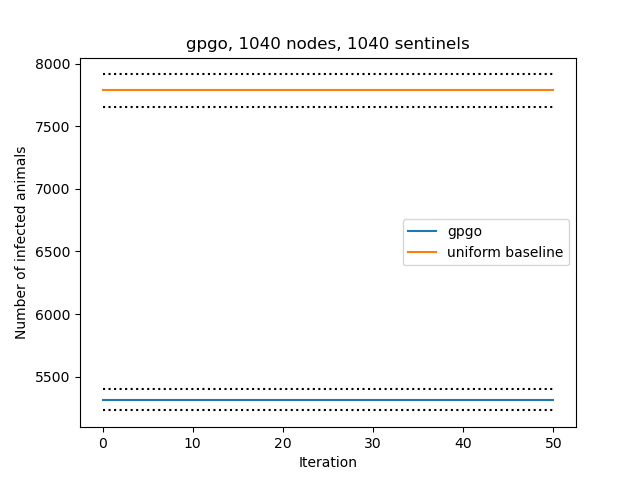 gpgo, 1040 nodes, 1040 sentinels
8000
7500
7000
6500
6000
5500
Number of infected animals
gpgo
uniform baseline
0 10 20 30 40 50
Iteration